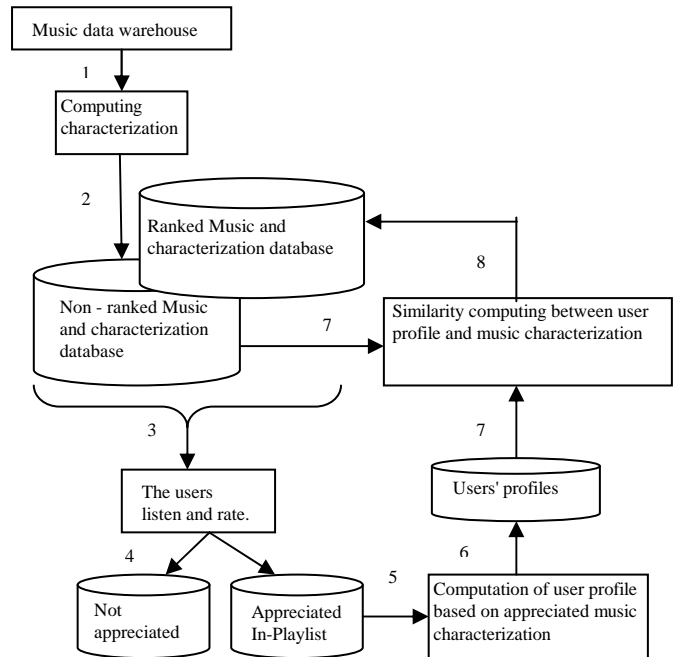 Music data warehouse
1
Computing
characterization
2
Ranked Music and
characterization database
8
Non - ranked Music
and characterization
database
7
Similarity computing between user
profile and music characterization
3
7
The users
listen and rate.
Users' profiles
4
5
6
Not
appreciated
Appreciated
In-Playlist
Computation of user profile
based on appreciated music
characterization